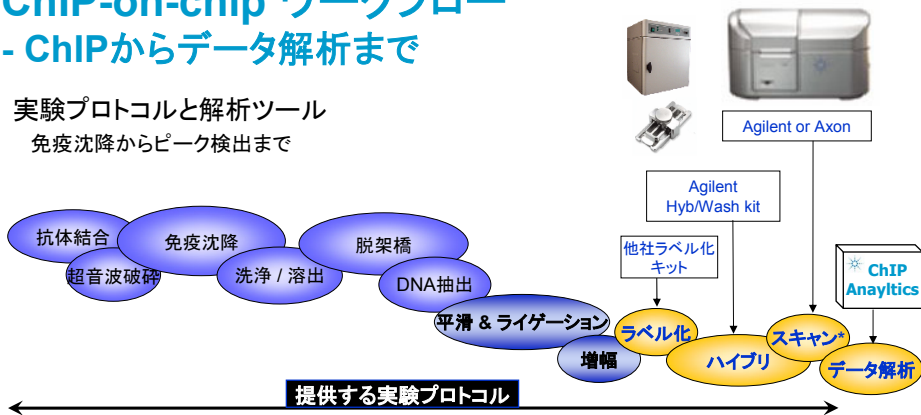 ChIP-on-chip ワークフロー
- ChIPからデータ解析まで
実験プロトコルと解析ツール
免疫沈降からピーク検出まで
Agilent or Axon
Agilent
Hyb/Wash kit
他社ラベル化
キット
ChIP
Anayltics
抗体結合
超音波破砕
免疫沈降
洗浄 / 溶出
脱架橋
DNA抽出
平滑 & ライゲーション
増幅
ラベル化
ハイブリ
スキャン*
データ解析
提供する実験プロトコル